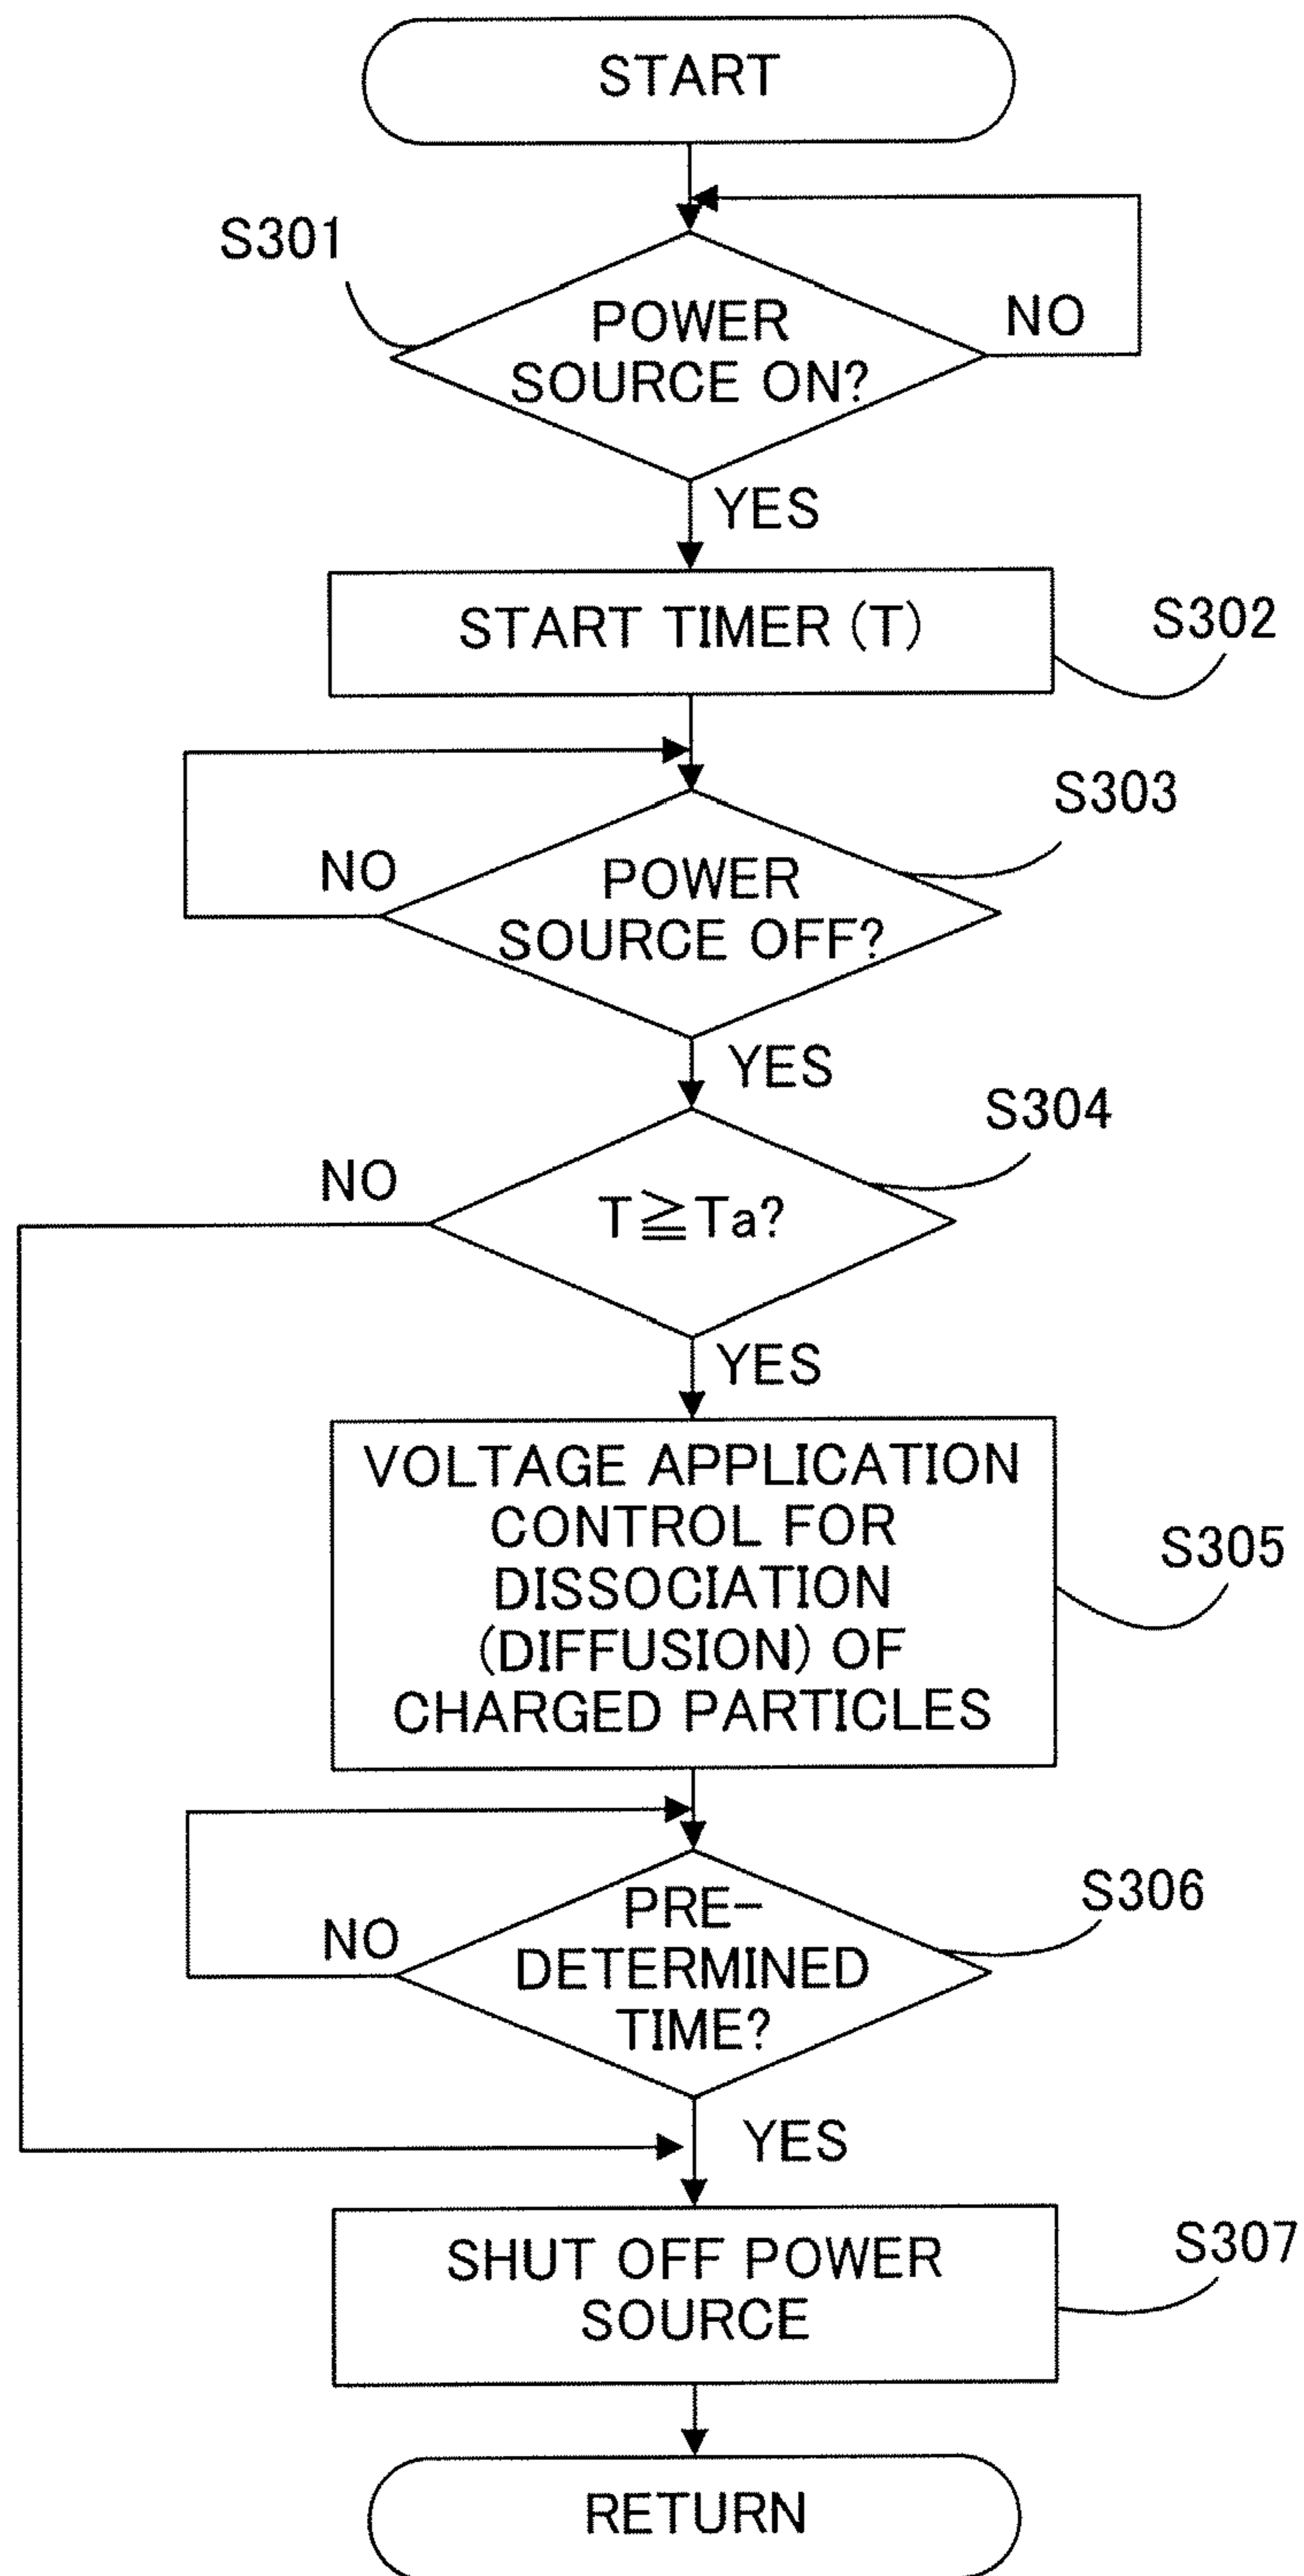 START
S301
POWER
SOURCE ON?
NO
YES
START TIMER (T)
S302
S303
NO
POWER
SOURCE OFF?
YES
S304
NO
T≧Ta?
YES
VOLTAGE APPLICATION
CONTROL FOR
DISSOCIATION
(DIFFUSION) OF
CHARGED PARTICLES
S305
S306
NO
PRE-
DETERMINED
TIME?
YES
SHUT OFF POWER
SOURCE
S307
RETURN